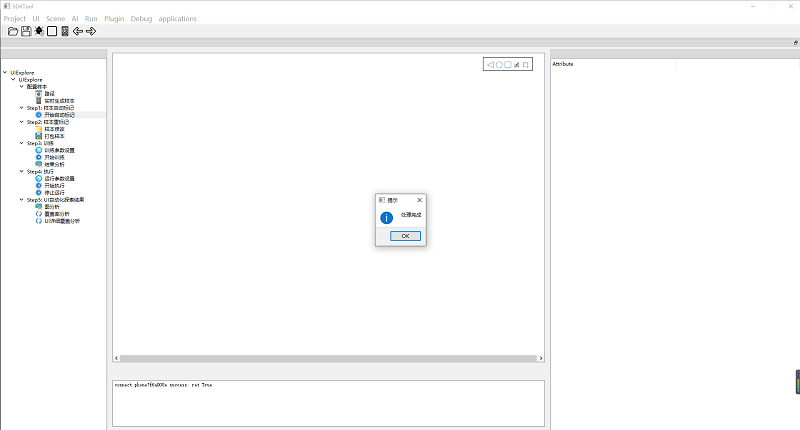 SDKTool
Project UI Scene AI Run Plugin Debug applications
Attribute
UIExplore
UIExplore
配置样本
路径
实时生成样本
Step1: 样本自动标记
开始自动标记
Step2: 样本重标记
样本修改
打包样本
Step3: 训练
训练参数设置
开始训练
结果分析
Step4: 执行
运行参数设置
开始执行
停止运行
Step5: UI自动化探索结果
图分析
覆盖率分析
UI详细覆盖分析
提示
处理完成
OK
success: ret True